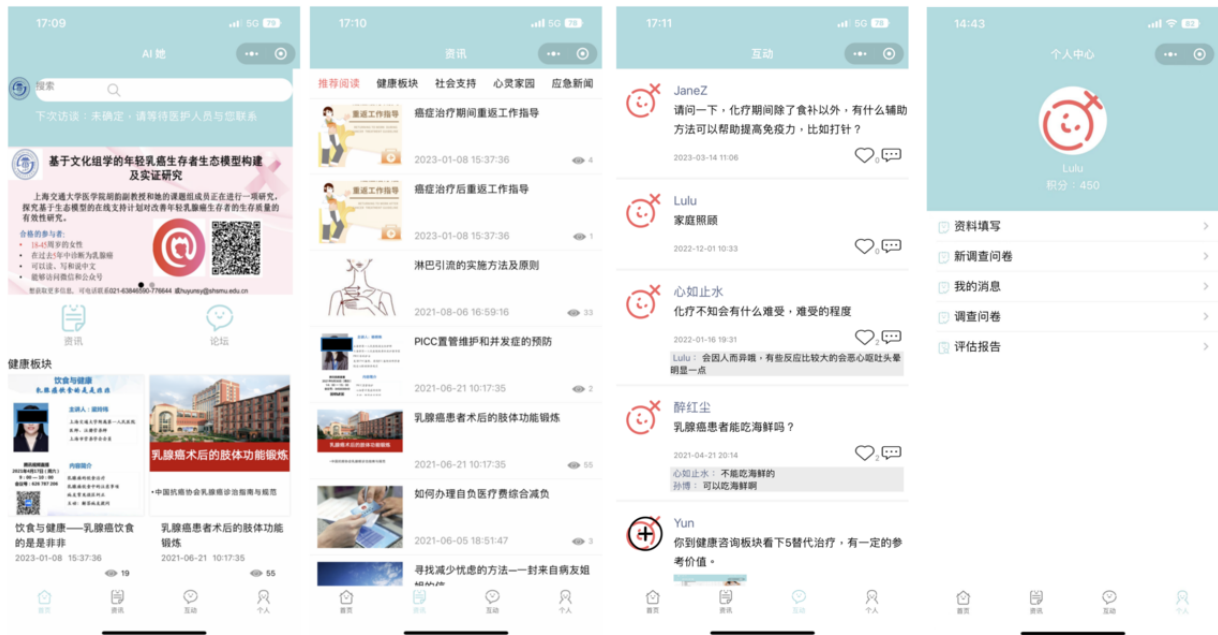 17:09
5G 79
AI 她
搜索
下次访谈：未确定，请等待医护人员与您联系
基于文化组学的年轻乳癌生存者生态模型构建
及实证研究
上海交通大学医学院胡韵副教授和她的课题组成员正在进行一项研究。
探究基于生态模型的在线支持计划对改善年轻乳腺癌生存者的生存质量的
有效性研究。
合格的参与者:
• 18-45周岁的女性
• 在过去5年中诊断为乳腺癌
• 可以读、写和说中文
• 能够访问微信和公众号
资讯
论坛
健康板块
饮食与健康
乳腺癌术后的肢体功能锻炼
•中国抗癌协会乳腺癌诊治指南与规范
饮食与健康——乳腺癌饮食
的是是非非
2023-01-08 15:37:36
19
乳腺癌患者术后的肢体功能
锻炼
2021-06-21 10:17:35
55
首页
资讯
互动
个人
17:10
5G 79
资讯
推荐阅读 健康板块 社会支持 心灵家园 应急新闻
重返工作指导
癌症治疗期间重返工作指导
2023-01-08 15:37:36
4
重返工作指导
癌症治疗后重返工作指导
2023-01-08 15:37:36
1
淋巴引流的实施方法及原则
2021-08-06 16:59:16
33
PICC置管维护和并发症的预防
2021-06-21 10:17:35
2
乳腺癌术后的肢体功能锻炼
乳腺癌患者术后的肢体功能锻炼
2021-06-21 10:17:35
55
如何办理自负医疗费综合减负
2021-06-05 18:51:47
3
寻找减少忧虑的方法—一封来自病友姐
首页
资讯
互动
个人
17:11
5G 78
互动
JaneZ
请问一下，化疗期间除了食补以外，有什么辅助
方法可以帮助提高免疫力，比如打针？
2023-03-14 11:06
0
Lulu
家庭照顾
2022-12-01 10:33
0
心如止水
化疗不知会有什么难受，难受的程度
2022-01-16 19:31
2
Lulu： 会因人而异哦，有些反应比较大的会恶心呕吐头晕
明显一点
醉红尘
乳腺癌患者能吃海鲜吗？
2021-04-21 20:14
2
心如止水： 不能吃海鲜的
孙博： 可以吃海鲜啊
Yun
你到健康咨询板块看下5替代治疗，有一定的参
考价值。
首页
资讯
互动
个人
14:43
82
个人中心
Lulu
积分：450
资料填写
新调查问卷
我的消息
调查问卷
评估报告
首页
资讯
互动
个人